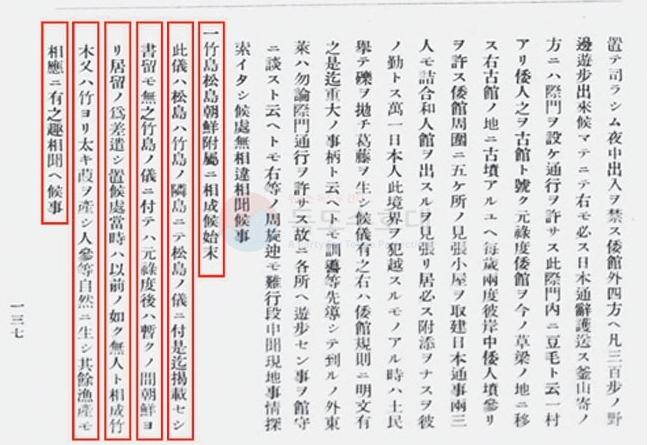 置テ司ラシム夜中出入ヲ禁ス倭館外四方ヘ凡三百歩ノ野
邊遊歩出來候マテニテ右モ必ス日本通辭護送ス釜山寄ノ
方ニハ際門ヲ設ケ通行ヲ許サス此際門内ニ豆毛ト云一村
アリ倭人之ヲ古館ト號ク元祿度倭館ヲ今ノ草梁ノ地ニ移
ス右古館ノ地ニ古墳アルユヘ毎歳兩度彼岸中倭人墳參リ
ヲ許ス倭館周圍ニ五ケ所ノ見張小屋ヲ取建日本通事兩三
人モ詰合和人館ヲ出スルヲ見張リ居必ス附添ヲナスヲ彼
ノ勤トス萬一日本人此境界ヲ犯越スルモノアル時ハ土民
擧テ礫ヲ抛チ葛藤ヲ生シ候儀有之右ハ倭館規則ニ明文有
之是迄重大ノ事柄ト云ヘトモ訓導等先導シテ到ルノ外東
萊ハ勿論際門通行ヲ許サス故ニ各所ヘ遊歩セン事ヲ館守
ニ談スト云ヘトモ右等ノ周旋迚モ難行段申聞現地事情探
索イタシ候處無相違相聞候事
一竹島松島朝鮮附屬ニ相成候始末
此儀ハ松島ハ竹島ノ隣島ニテ松島ノ儀ニ付是迄掲載セシ
書留モ無之竹島ノ儀ニ付テハ元祿度後ハ暫クノ間朝鮮ヨ
リ居留ノ爲差遣シ置候處當時ハ以前ノ如ク無人ト相成竹
木又ハ竹ヨリ太キ葭ヲ產シ人參等自然ニ生シ其餘漁產モ
相應ニ有之趣相聞ヘ候事
一三七